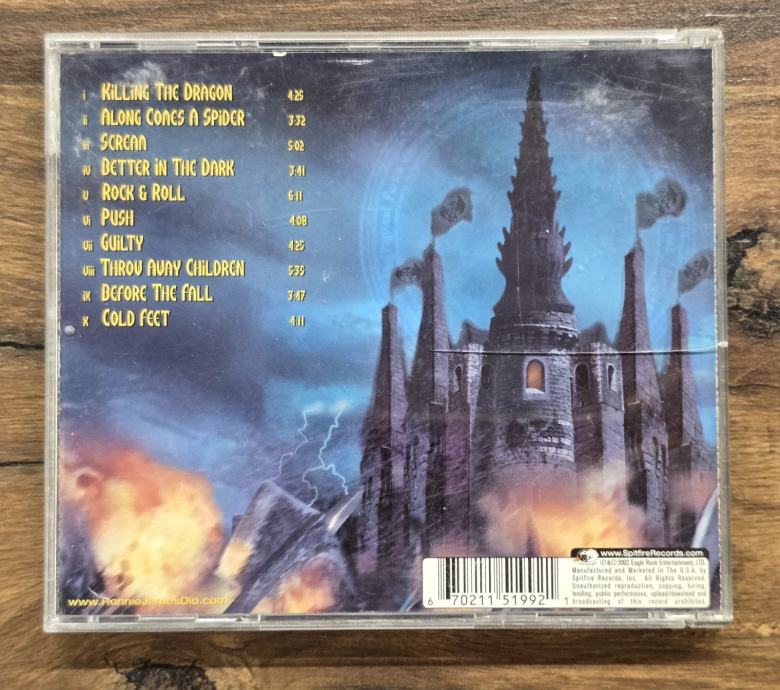 i KiLLiNG THE DRAGON 4:25
ii ALONG COMES A SPiDER 3:32
iii SCREAM 5:02
iv BETTER iN THE DARK 3:41
v ROCK & ROLL 6:11
vi PUSH 4:08
vii GUiLTY 4:25
viii THROW AWAY CHiLDREN 5:35
ix BEFORE THE FALL 3:47
x COLD FEET 4:11
www.SpitfireRecords.com
℗&© 2002 Eagle Rock Entertainment, LTD.
Manufactured and Marketed In The U.S.A. by
Spitfire Records, Inc. All Rights Reserved.
Unauthorized reproduction, copying, hiring
lending, public performance, upload/download and
broadcasting of this record prohibited.
6 70211 51992 1
www.RonnieJamesDio.com